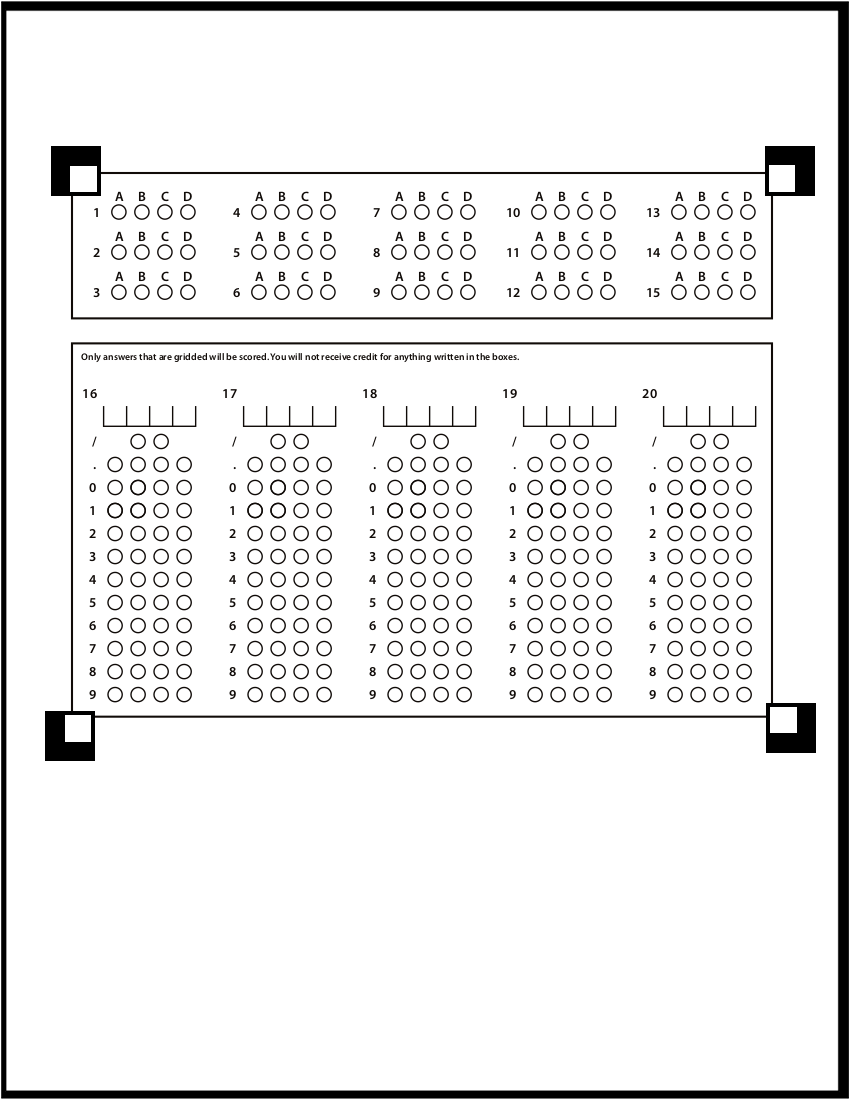 A B C D A B C D A B C D A B C D A B C D
1 4 7 10 13
A B C D A B C D A B C D A B C D A B C D
2 5 8 11 14
A B C D A B C D A B C D A B C D A B C D
3 6 9 12 15
Only answers that are gridded will be scored. You will not receive credit for anything written in the boxes.
16 17 18 19 20
/ / / / /
. . . . .
0 0 0 0 0
1 1 1 1 1
2 2 2 2 2
3 3 3 3 3
4 4 4 4 4
5 5 5 5 5
6 6 6 6 6
7 7 7 7 7
8 8 8 8 8
9 9 9 9 9